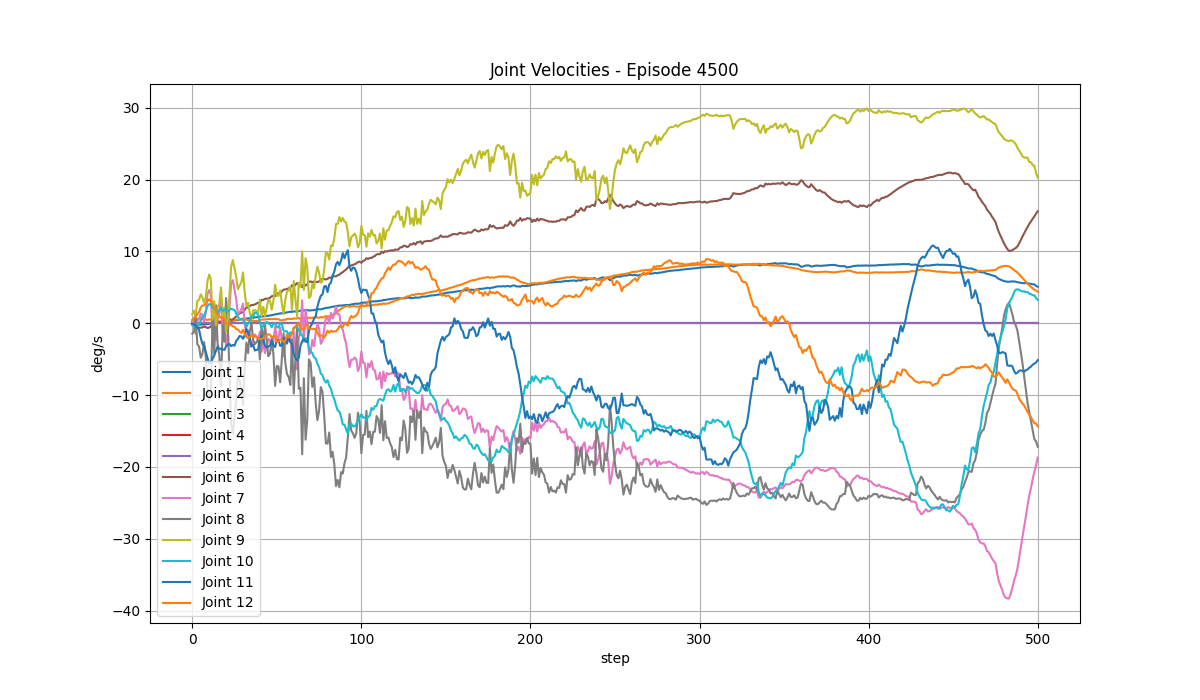 Joint Velocities - Episode 4500
deg/s
30
20
10
0
−10
−20
−30
−40
Joint 1
Joint 2
Joint 3
Joint 4
Joint 5
Joint 6
Joint 7
Joint 8
Joint 9
Joint 10
Joint 11
Joint 12
0 100 200 300 400 500
step